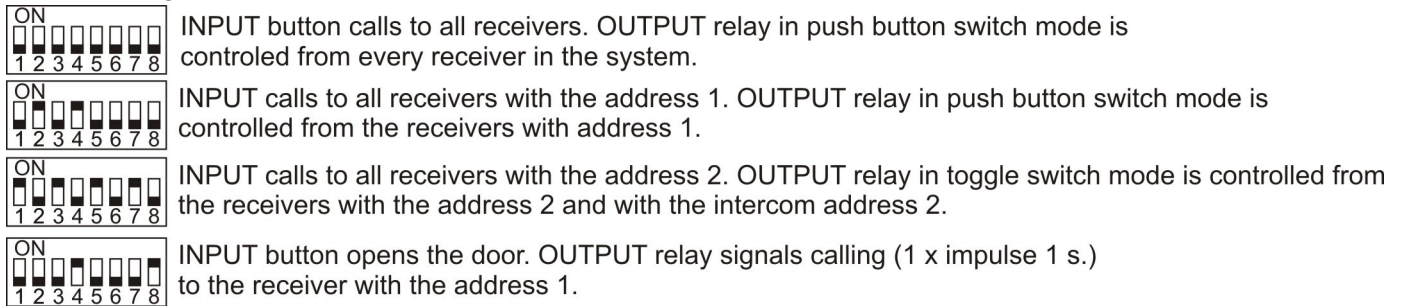 ON
1 2 3 4 5 6 7 8
INPUT button calls to all receivers. OUTPUT relay in push button switch mode is
controled from every receiver in the system.
ON
1 2 3 4 5 6 7 8
INPUT calls to all receivers with the address 1. OUTPUT relay in push button switch mode is
controlled from the receivers with address 1.
ON
1 2 3 4 5 6 7 8
INPUT calls to all receivers with the address 2. OUTPUT relay in toggle switch mode is controlled from
the receivers with the address 2 and with the intercom address 2.
ON
1 2 3 4 5 6 7 8
INPUT button opens the door. OUTPUT relay signals calling (1 x impulse 1 s.)
to the receiver with the address 1.